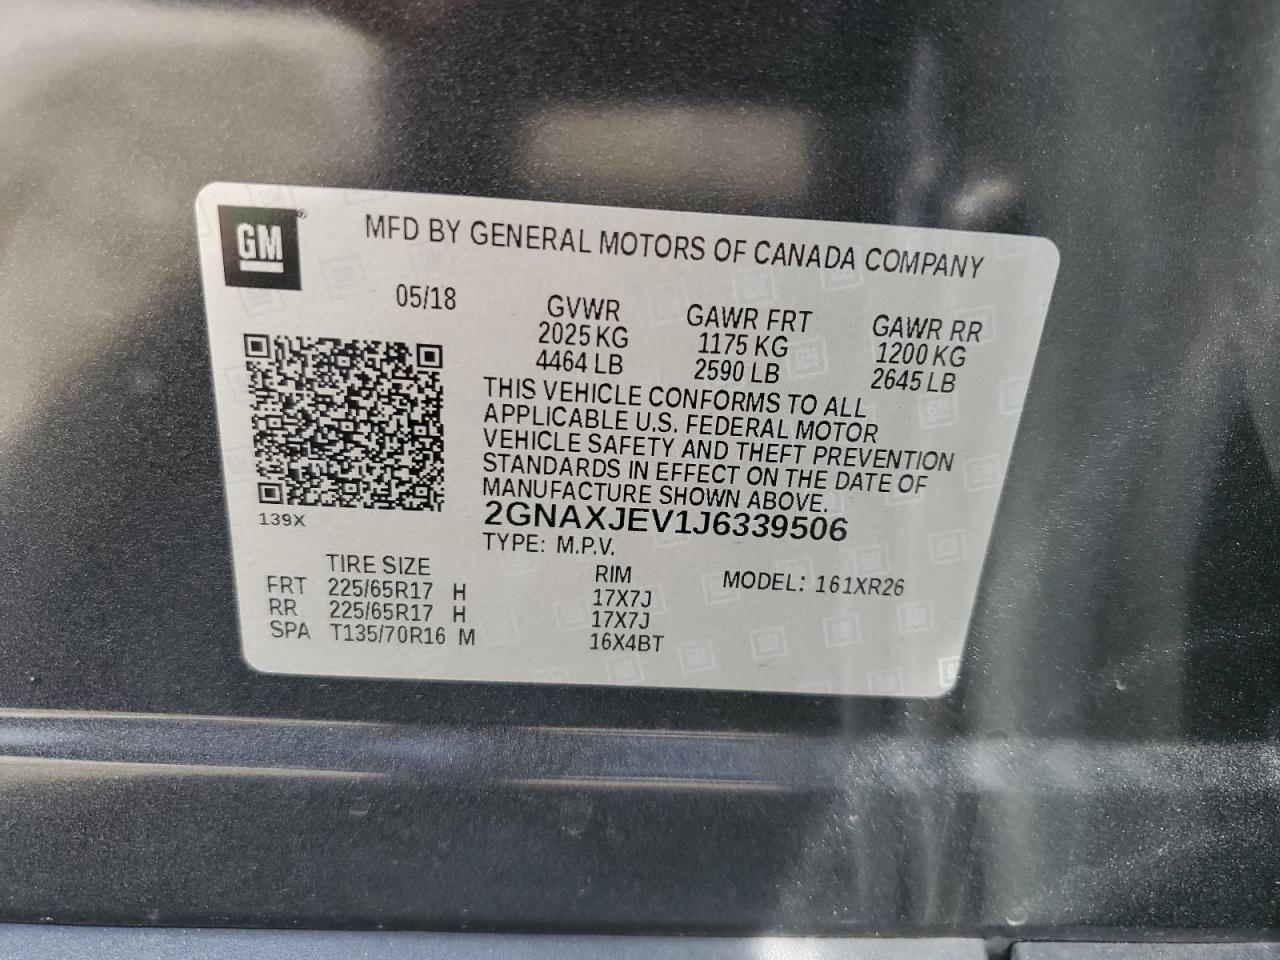 GM
MFD BY GENERAL MOTORS OF CANADA COMPANY
05/18
GVWR GAWR FRT GAWR RR
2025 KG 1175 KG 1200 KG
4464 LB 2590 LB 2645 LB
THIS VEHICLE CONFORMS TO ALL
APPLICABLE U.S. FEDERAL MOTOR
VEHICLE SAFETY AND THEFT PREVENTION
STANDARDS IN EFFECT ON THE DATE OF
MANUFACTURE SHOWN ABOVE.
139X
2GNAXJEV1J6339506
TYPE: M.P.V.
TIRE SIZE RIM MODEL: 161XR26
FRT 225/65R17 H 17X7J
RR 225/65R17 H 17X7J
SPA T135/70R16 M 16X4BT